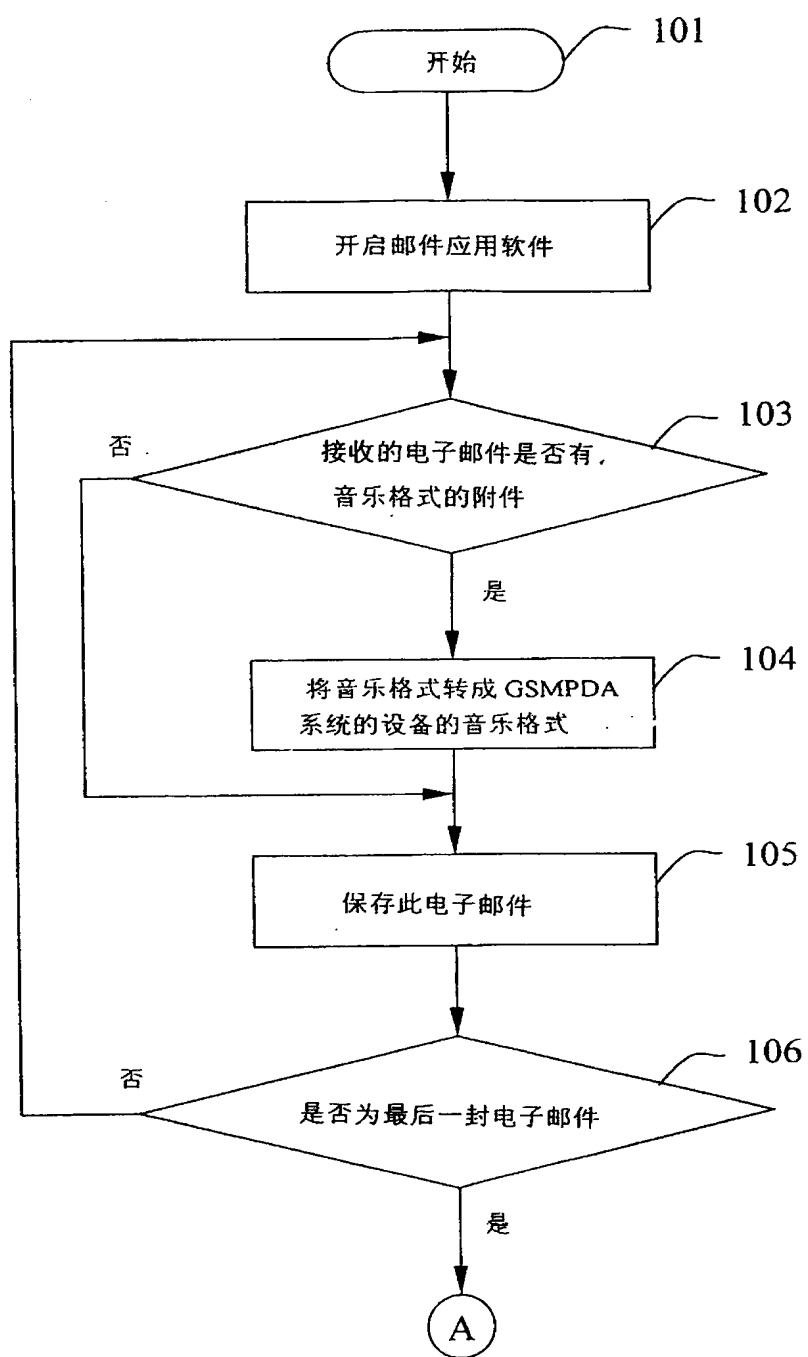 101
开始
102
开启邮件应用软件
103
否
接收的电子邮件是否有,
音乐格式的附件
是
104
将音乐格式转成 GSMPDA
系统的设备的音乐格式
105
保存此电子邮件
106
否
是否为最后一封电子邮件
是
A